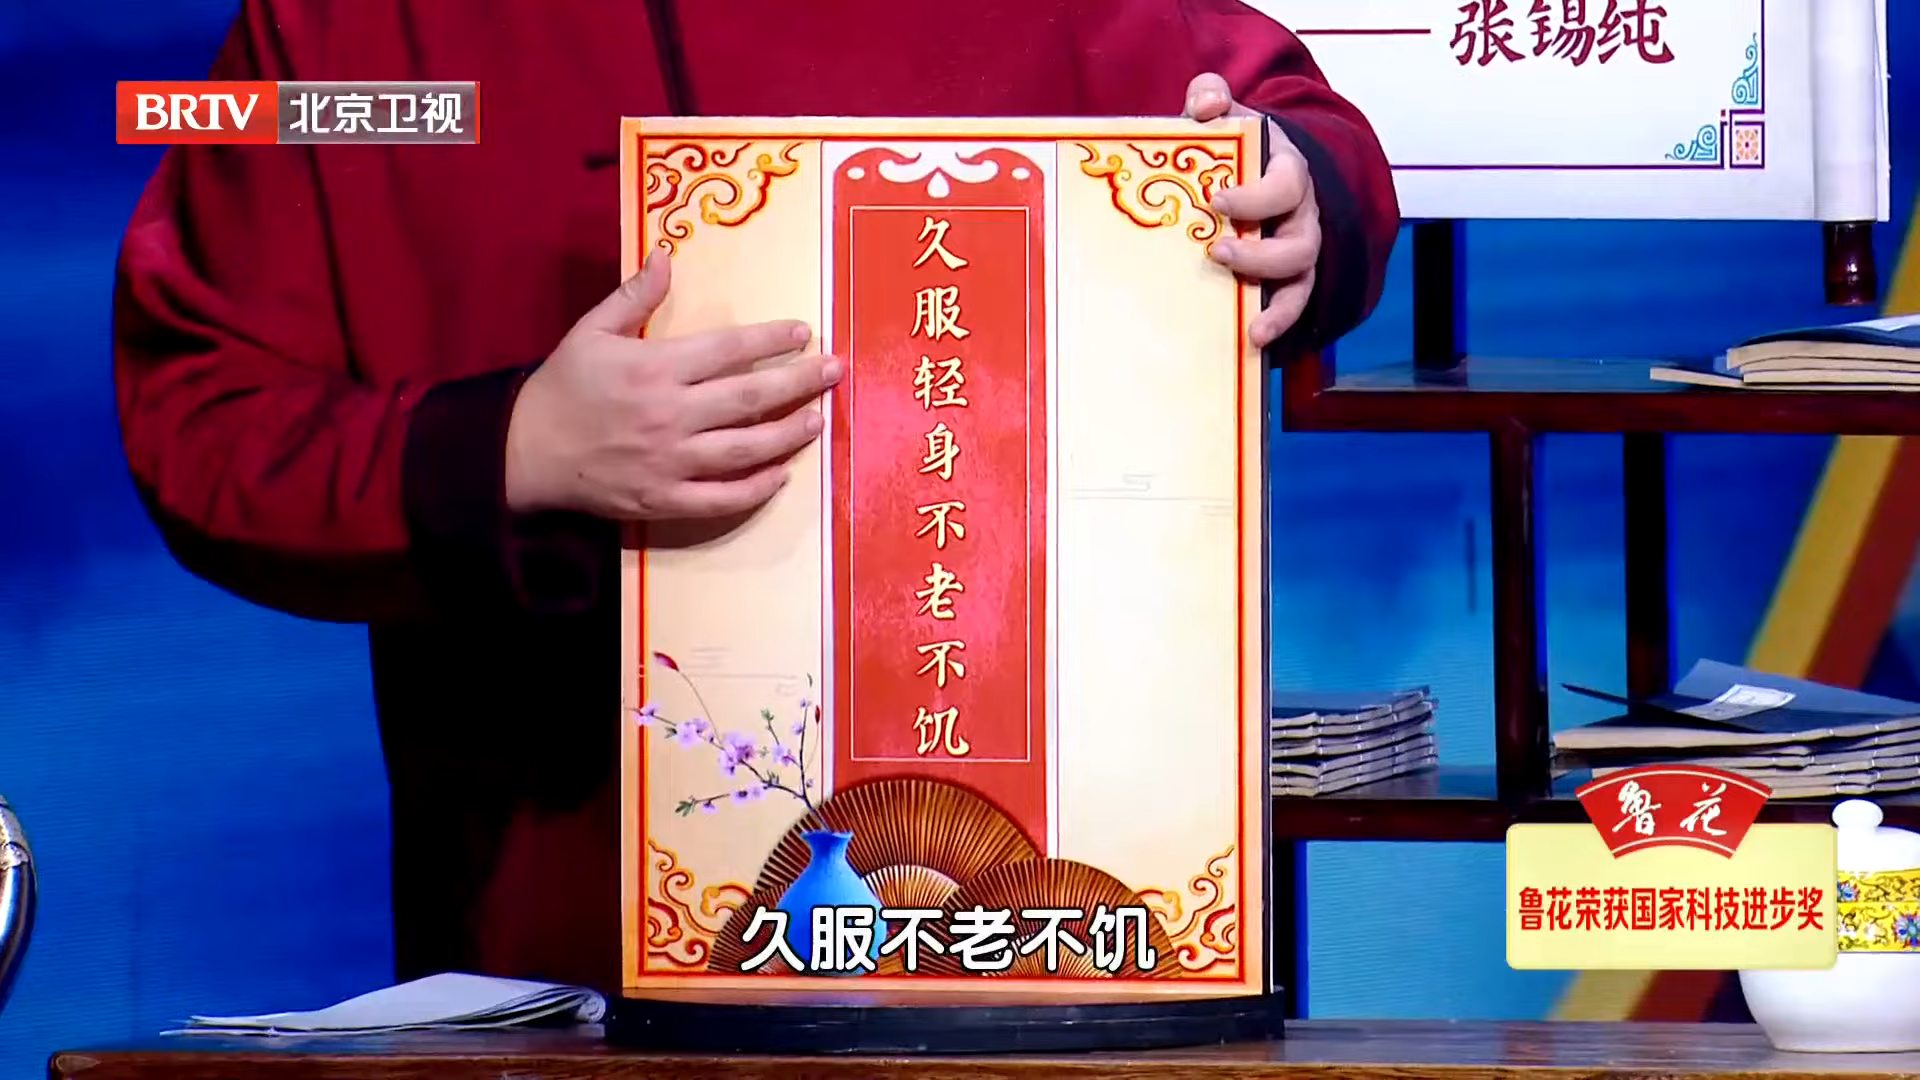 ——张锡纯
BRTV 北京卫视
久服轻身不老不饥
鲁花
鲁花荣获国家科技进步奖
久服不老不饥